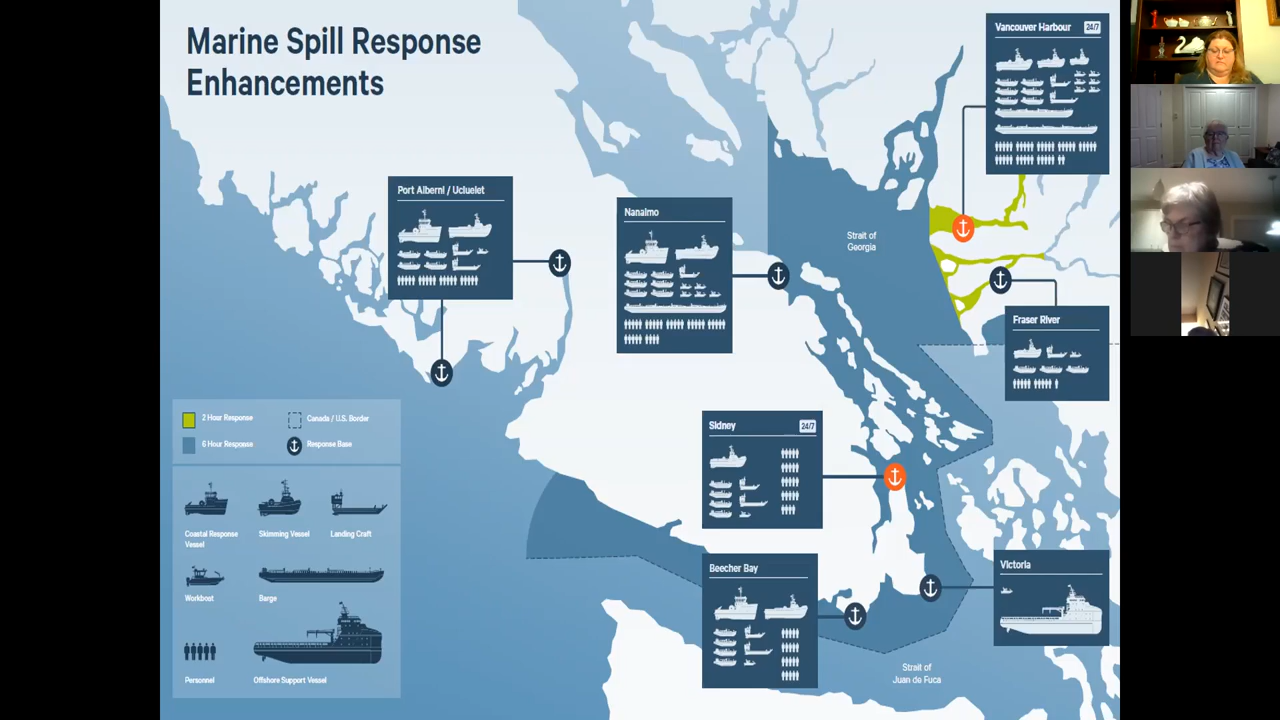 Marine Spill Response
Enhancements
Vancouver Harbour 24/7
Port Alberni / Ucluelet
Nanaimo
Strait of
Georgia
Fraser River
Sidney 24/7
Beecher Bay
Victoria
Strait of
Juan de Fuca
2 Hour Response
Canada / U.S. Border
6 Hour Response
Response Base
Coastal Response
Vessel
Skimming Vessel
Landing Craft
Workboat
Barge
Personnel
Offshore Support Vessel